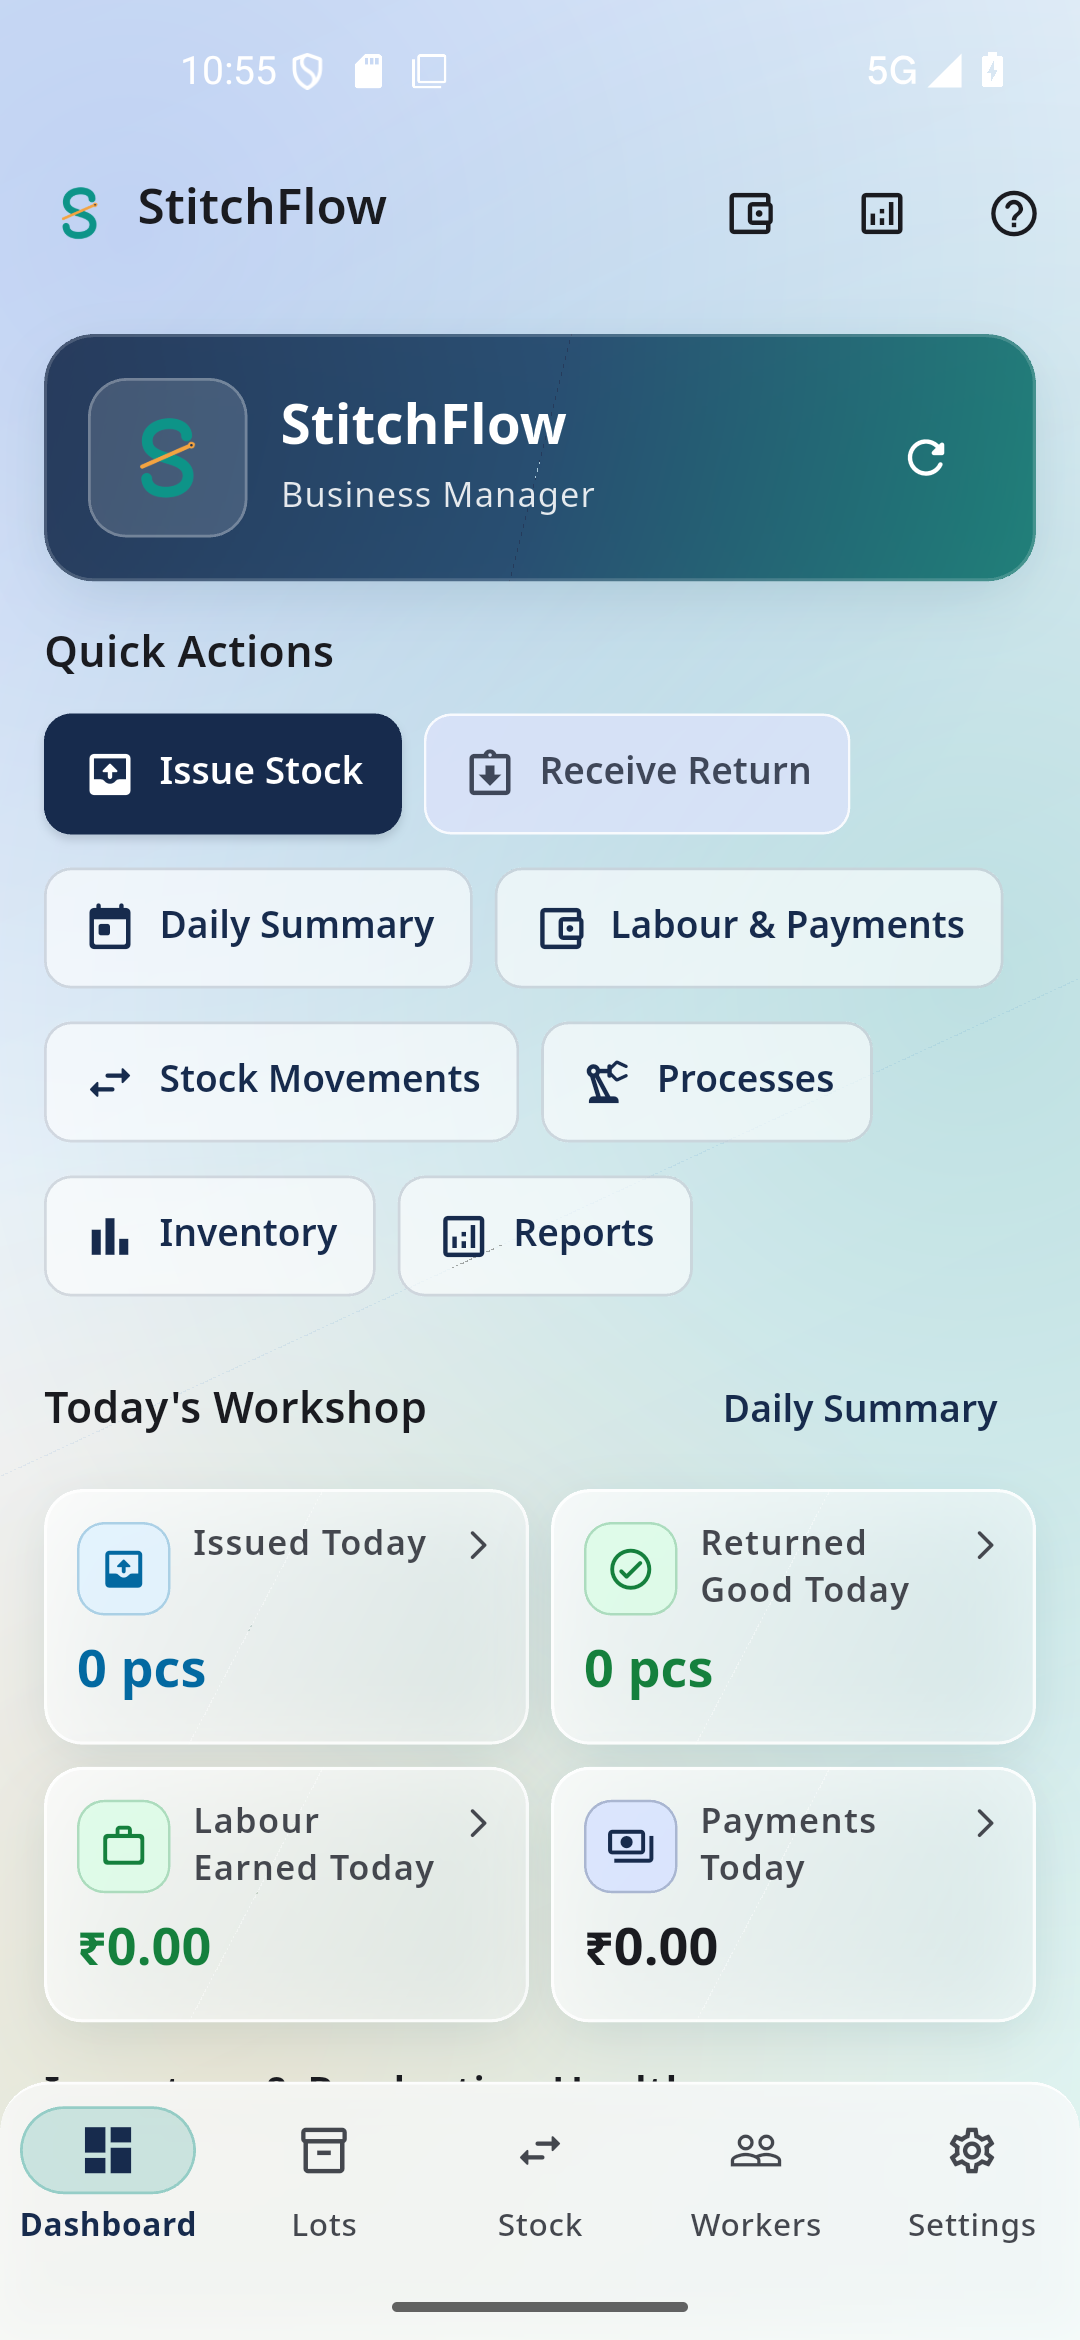 10:55
5G
StitchFlow
StitchFlow
Business Manager
Quick Actions
Issue Stock
Receive Return
Daily Summary
Labour & Payments
Stock Movements
Processes
Inventory
Reports
Today's Workshop
Daily Summary
Issued Today
0 pcs
Returned
Good Today
0 pcs
Labour
Earned Today
₹0.00
Payments
Today
₹0.00
Dashboard
Lots
Stock
Workers
Settings